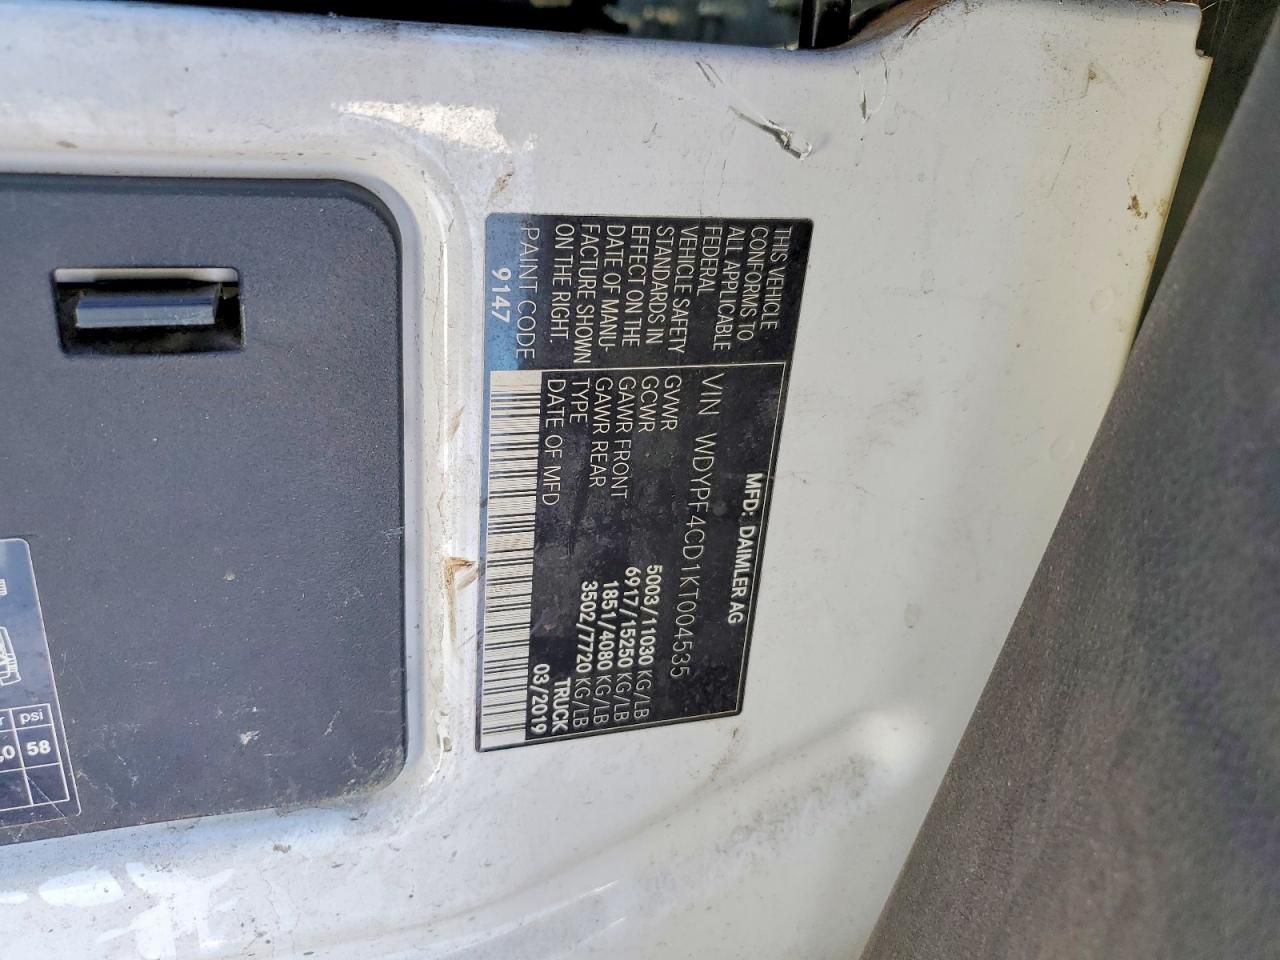 MFD: DAIMLER AG
THIS VEHICLE
CONFORMS TO
ALL APPLICABLE
FEDERAL
VEHICLE SAFETY
STANDARDS IN
EFFECT ON THE
DATE OF MANU-
FACTURE SHOWN
ON THE RIGHT.
PAINT CODE
9147
VIN WDYPF4CD1KT004535
GVWR 5003/11030 KG/LB
GCWR 6917/15250 KG/LB
GAWR FRONT 1851/4080 KG/LB
GAWR REAR 3502/7720 KG/LB
TYPE TRUCK
DATE OF MFD 03/2019
psi
58